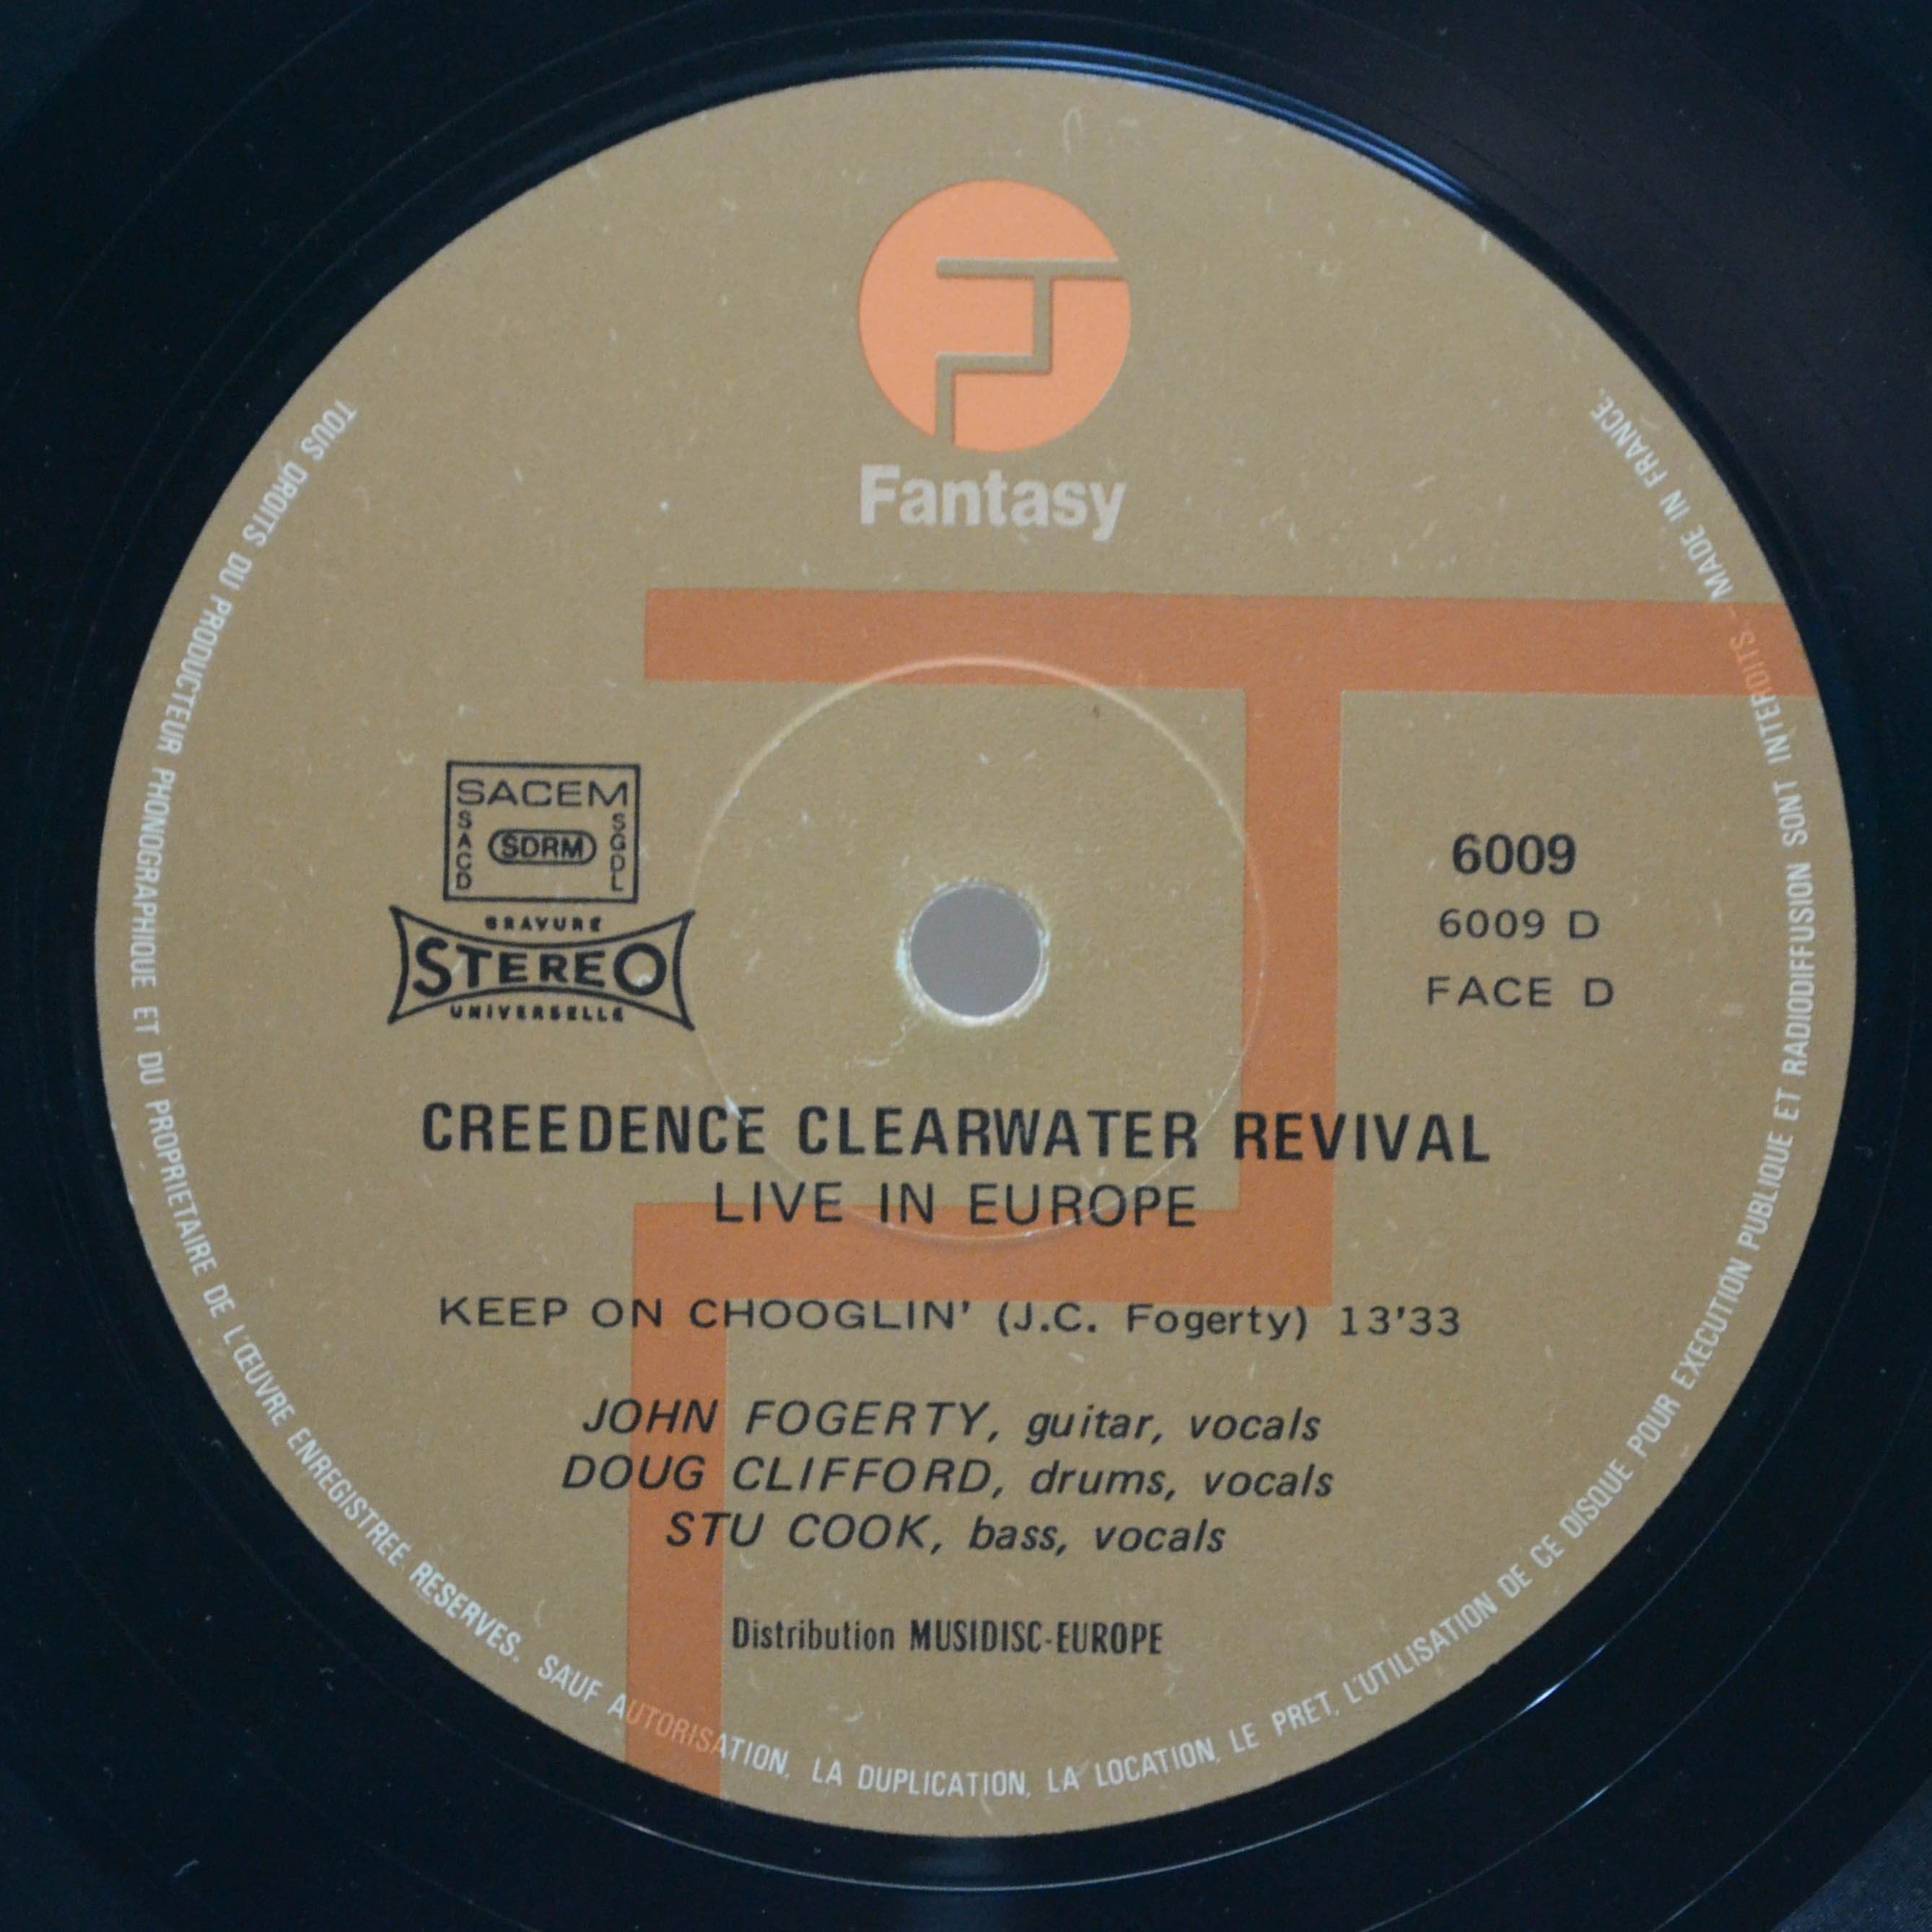 Fantasy
SACEM
SACD
SDRM
SGDL
GRAVURE
STEREO
UNIVERSELLE
6009
6009 D
FACE D
CREEDENCE CLEARWATER REVIVAL
LIVE IN EUROPE
KEEP ON CHOOGLIN' (J.C. Fogerty) 13'33
JOHN FOGERTY, guitar, vocals
DOUG CLIFFORD, drums, vocals
STU COOK, bass, vocals
Distribution MUSIDISC-EUROPE
TOUS DROITS DU PRODUCTEUR PHONOGRAPHIQUE ET DU PROPRIETAIRE DE L'ŒUVRE ENREGISTREE RESERVES. SAUF AUTORISATION, LA DUPLICATION, LA LOCATION, LE PRET, L'UTILISATION DE CE DISQUE POUR EXECUTION PUBLIQUE ET RADIODIFFUSION SONT INTERDITS. - MADE IN FRANCE.